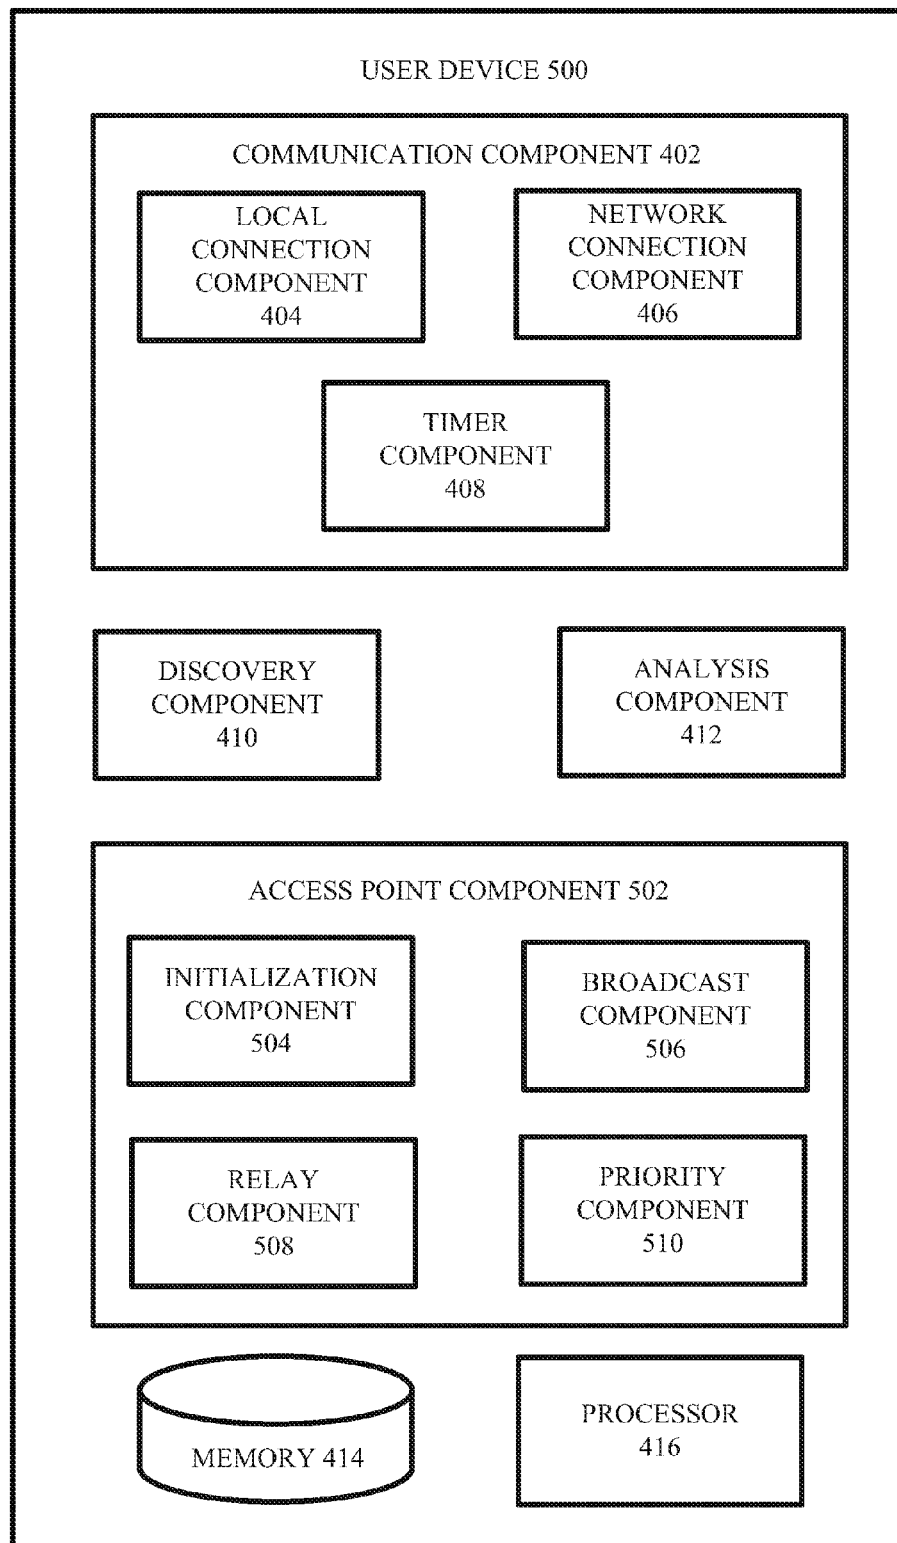 USER DEVICE 500
COMMUNICATION COMPONENT 402
LOCAL
CONNECTION
COMPONENT
404
NETWORK
CONNECTION
COMPONENT
406
TIMER
COMPONENT
408
DISCOVERY
COMPONENT
410
ANALYSIS
COMPONENT
412
ACCESS POINT COMPONENT 502
INITIALIZATION
COMPONENT
504
BROADCAST
COMPONENT
506
RELAY
COMPONENT
508
PRIORITY
COMPONENT
510
MEMORY 414
PROCESSOR
416